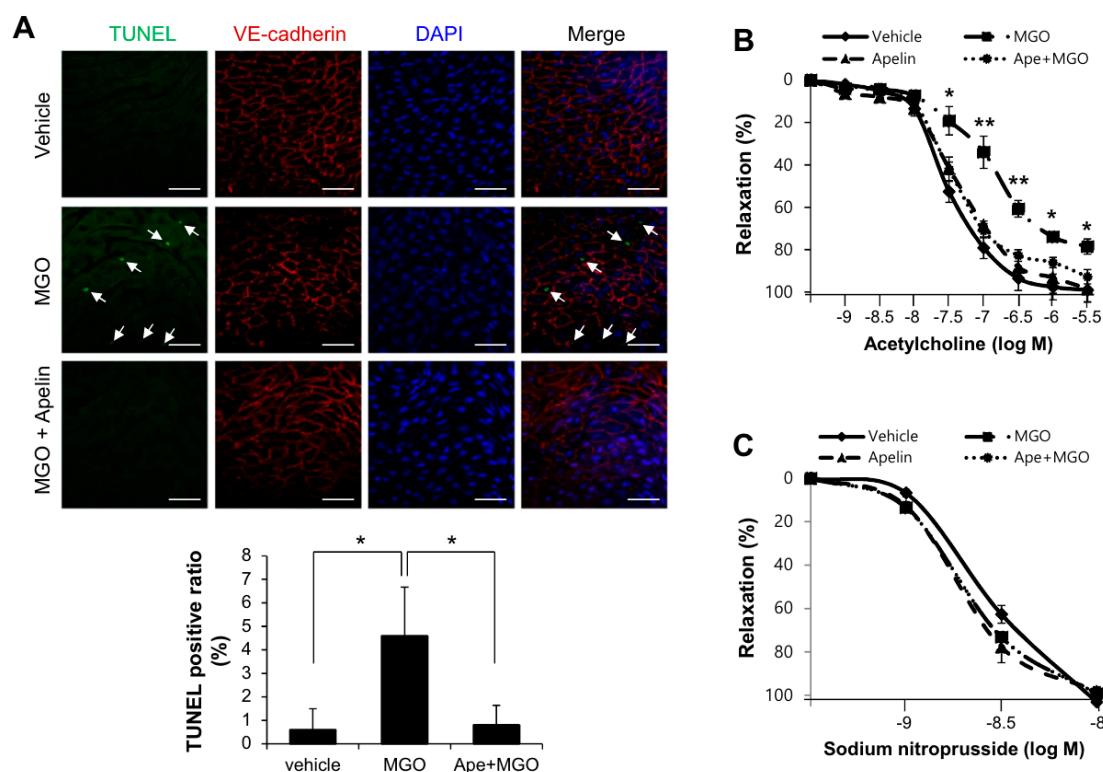 A
TUNEL VE-cadherin DAPI Merge
Vehicle
MGO
MGO + Apelin
TUNEL positive ratio
(%)
8
7
6
5
4
3
2
1
0
* *
vehicle MGO Ape+MGO
B
Vehicle MGO
Apelin Ape+MGO
Relaxation (%)
0
20
40
60
80
100
* ** ** * *
-9 -8.5 -8 -7.5 -7 -6.5 -6 -5.5
Acetylcholine (log M)
C
Vehicle MGO
Apelin Ape+MGO
Relaxation (%)
0
20
40
60
80
100
-9 -8.5 -8
Sodium nitroprusside (log M)